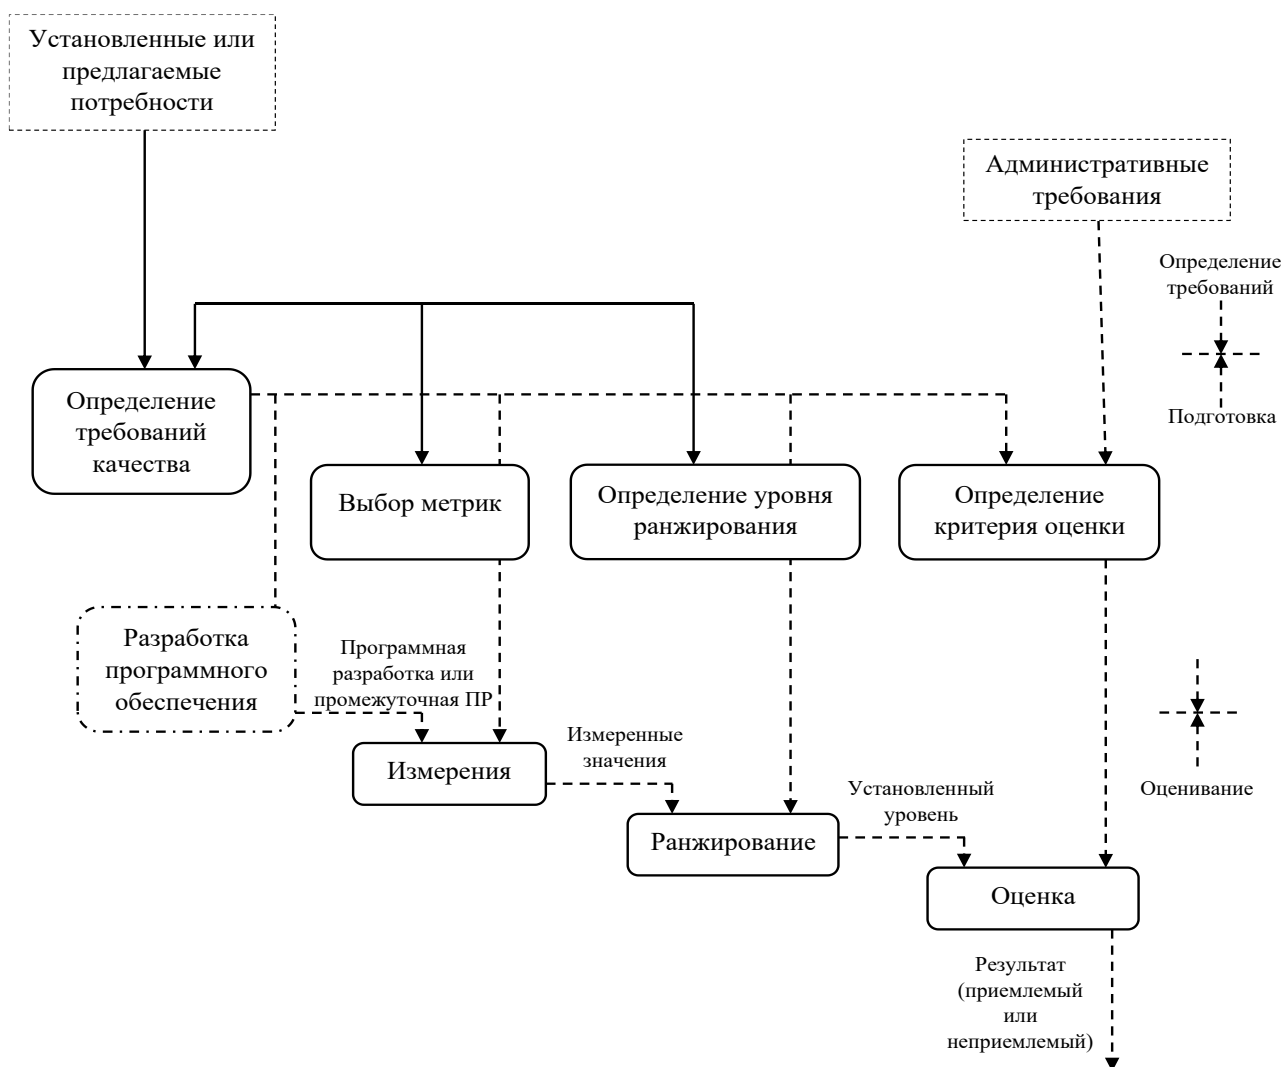 Установленные или
предлагаемые
потребности
Административные
требования
Определение
требований
Подготовка
Определение
требований
качества
Выбор метрик
Определение уровня
ранжирования
Определение
критерия оценки
Разработка
программного
обеспечения
Программная
разработка или
промежуточная ПР
Измерения
Измеренные
значения
Ранжирование
Установленный
уровень
Оценивание
Оценка
Результат
(приемлемый
или
неприемлемый)